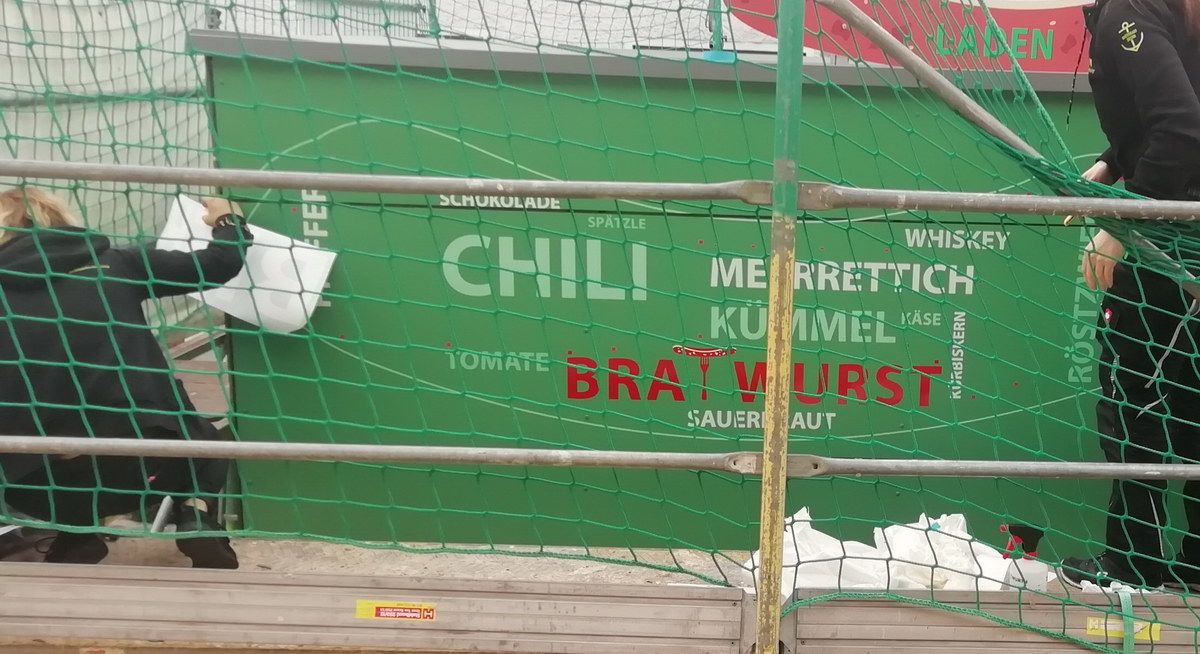 LADEN
SCHOKOLADE
SPÄTZLE
CHILI
WHISKEY
MEERRETTICH
KÜMMEL
KÄSE
TOMATE
BRATWURST
KÜRBISKERN
SAUERKRAUT